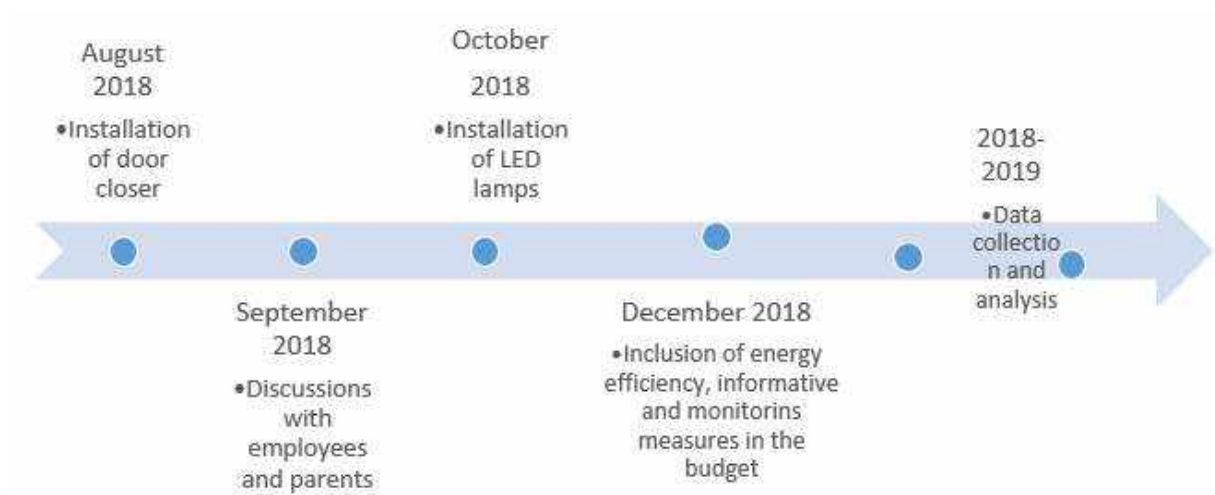 August
2018
•Installation
of door
closer
September
2018
•Discussions
with
employees
and parents
October
2018
•Installation
of LED
lamps
December 2018
•Inclusion of energy
efficiency, informative
and monitorins
measures in the
budget
2018-
2019
•Data
collectio
n and
analysis